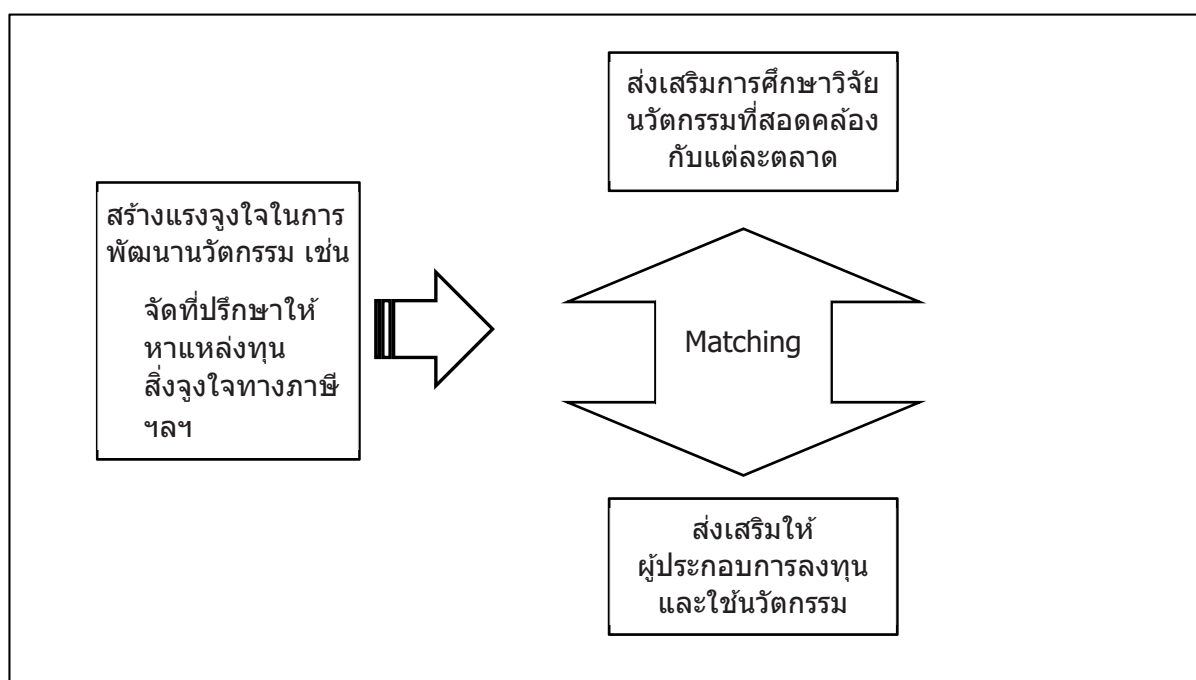 ส่งเสริมการศึกษาวิจัย
นวัตกรรมที่สอดคล้อง
กับแต่ละตลาด
สร้างแรงจูงใจในการ
พัฒนานวัตกรรม เช่น
จัดที่ปรึกษาให้
หาแหล่งทุน
สิ่งจูงใจทางภาษี
ฯลฯ
Matching
ส่งเสริมให้
ผู้ประกอบการลงทุน
และใช้นวัตกรรม